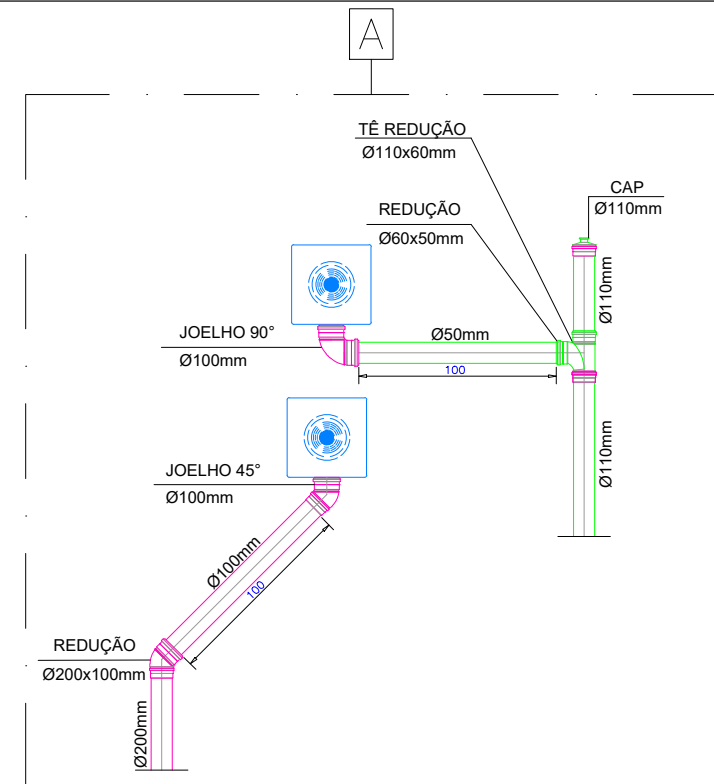 A
TÊ REDUÇÃO
Ø110x60mm
CAP
Ø110mm
REDUÇÃO
Ø60x50mm
Ø110mm
JOELHO 90°
Ø100mm
Ø50mm
100
Ø110mm
JOELHO 45°
Ø100mm
Ø100mm
100
REDUÇÃO
Ø200x100mm
Ø200mm